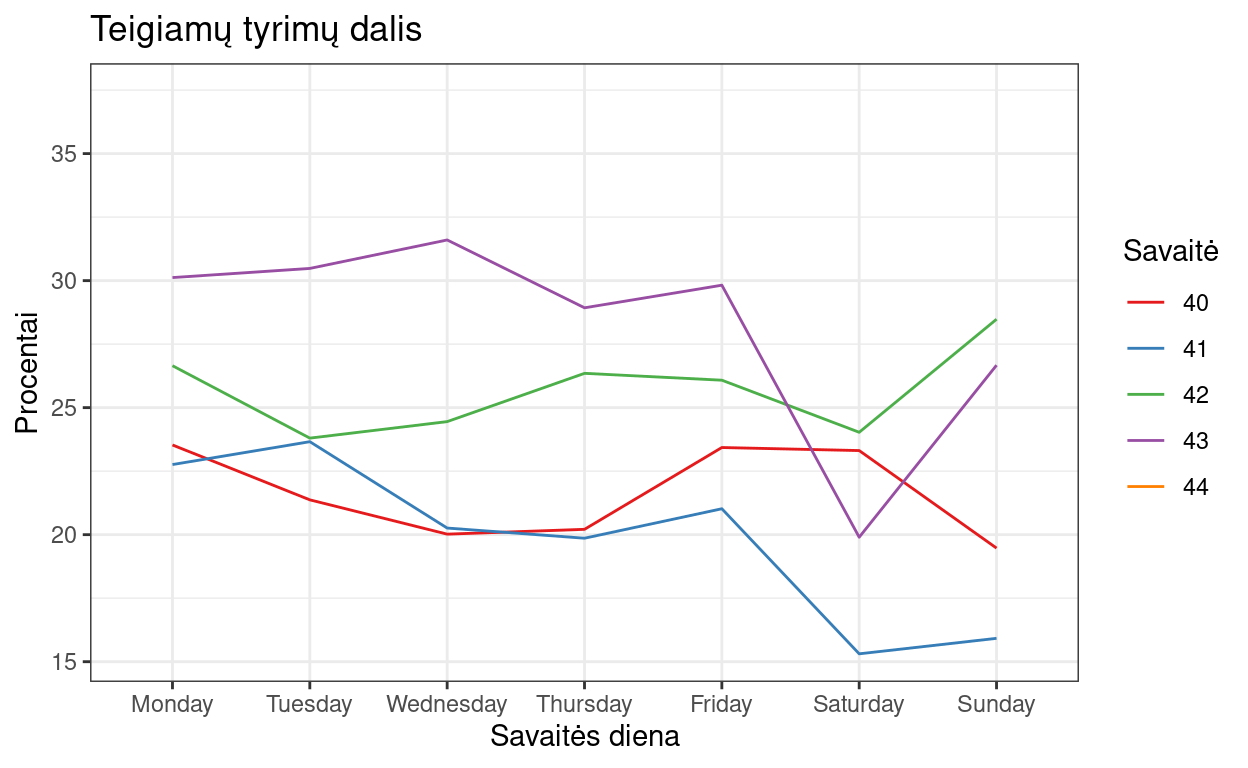 Teigiamų tyrimų dalis
Procentai
35
30
25
20
15
Monday Tuesday Wednesday Thursday Friday Saturday Sunday
Savaitės diena
Savaitė
40
41
42
43
44